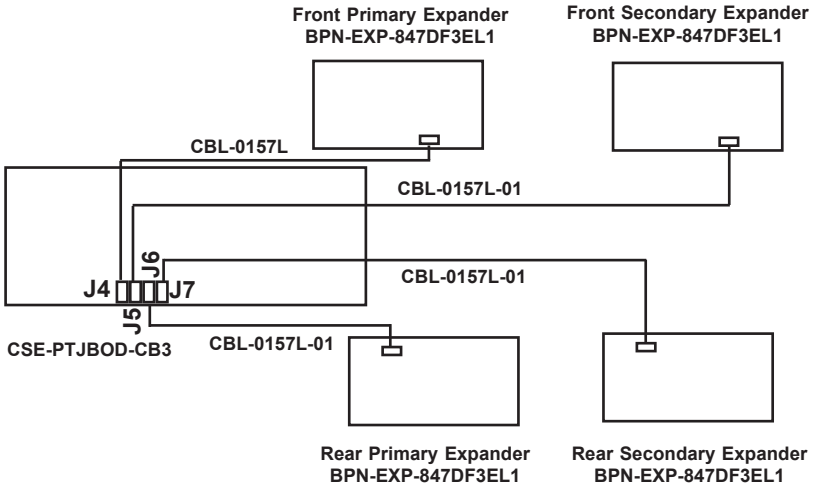 Front Primary Expander
BPN-EXP-847DF3EL1
Front Secondary Expander
BPN-EXP-847DF3EL1
CBL-0157L
CBL-0157L-01
J6
CBL-0157L-01
J4
J7
J5
CSE-PTJBOD-CB3
CBL-0157L-01
Rear Primary Expander
BPN-EXP-847DF3EL1
Rear Secondary Expander
BPN-EXP-847DF3EL1